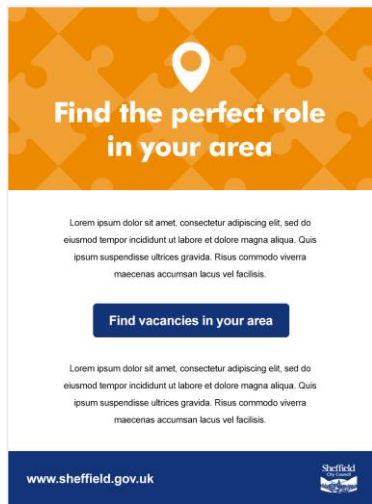 Find the perfect role
in your area
Lorem ipsum dolor sit amet, consectetur adipiscing elit, sed do
eiusmod tempor incididunt ut labore et dolore magna aliqua. Quis
ipsum suspendisse ultrices gravida. Risus commodo viverra
maecenas accumsan lacus vel facilisis.
Find vacancies in your area
Lorem ipsum dolor sit amet, consectetur adipiscing elit, sed do
eiusmod tempor incididunt ut labore et dolore magna aliqua. Quis
ipsum suspendisse ultrices gravida. Risus commodo viverra
maecenas accumsan lacus vel facilisis.
www.sheffield.gov.uk
Sheffield
City Council